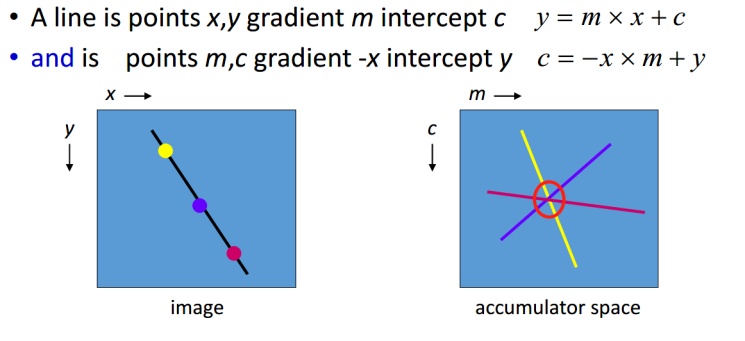 • A line is points x,y gradient m intercept c y = m × x + c
• and is points m,c gradient -x intercept y c = −x × m + y
x → m →
y ↓ c ↓
image accumulator space